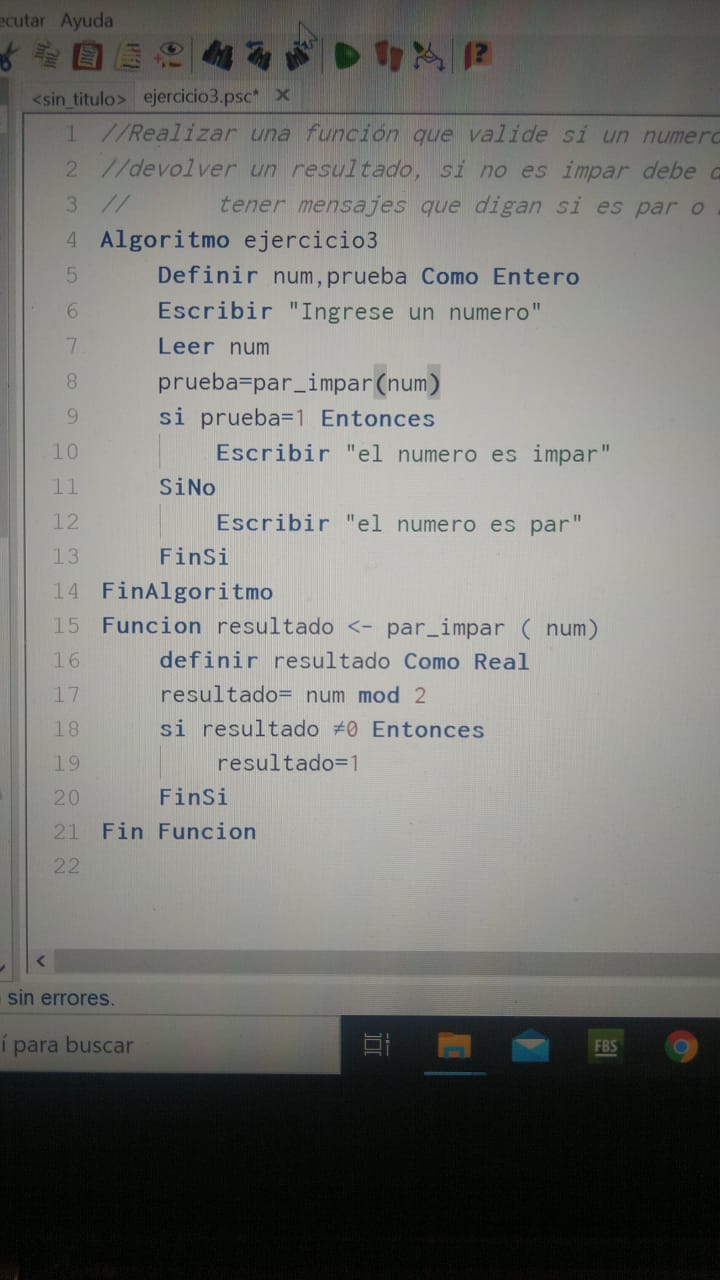 Ayuda
<sin_titulo> ejercicio3.psc*
1 //Realizar una función que valide si un numero
2 //devolver un resultado, si no es impar debe
3 // tener mensajes que digan si es par o
4 Algoritmo ejercicio3
5 Definir num,prueba Como Entero
6 Escribir "Ingrese un numero"
7 Leer num
8 prueba=par_impar(num)
9 si prueba=1 Entonces
10 Escribir "el numero es impar"
11 SiNo
12 Escribir "el numero es par"
13 FinSi
14 FinAlgoritmo
15 Funcion resultado <- par_impar ( num)
16 definir resultado Como Real
17 resultado= num mod 2
18 si resultado ≠0 Entonces
19 resultado=1
20 FinSi
21 Fin Funcion
22
sin errores.
para buscar
FBS